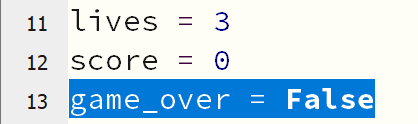 11 lives = 3
12 score = 0
13 game_over = False